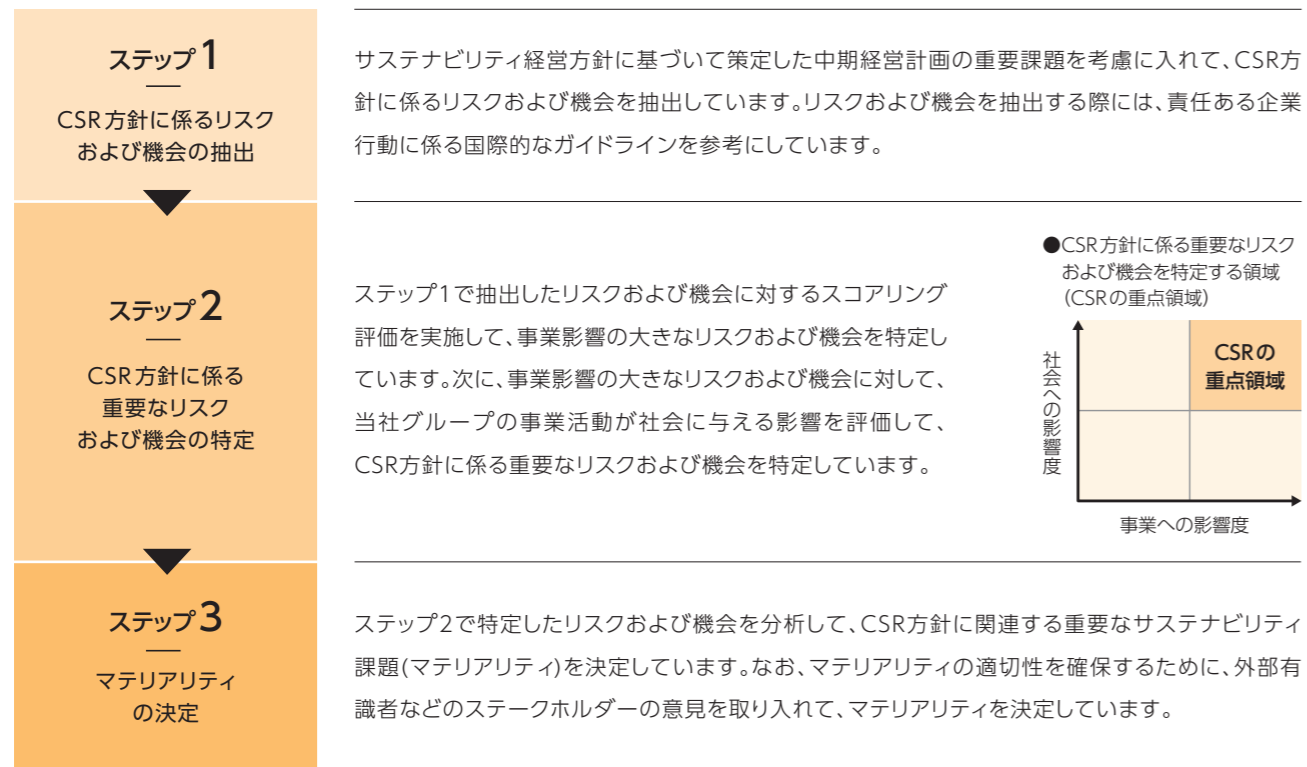 ステップ1
CSR方針に係るリスク
および機会の抽出
サステナビリティ経営方針に基づいて策定した中期経営計画の重要課題を考慮に入れて、CSR方
針に係るリスクおよび機会を抽出しています。リスクおよび機会を抽出する際には、責任ある企業
行動に係る国際的なガイドラインを参考にしています。
ステップ2
CSR方針に係る
重要なリスク
および機会の特定
ステップ1で抽出したリスクおよび機会に対するスコアリング
評価を実施して、事業影響の大きなリスクおよび機会を特定し
ています。次に、事業影響の大きなリスクおよび機会に対して、
当社グループの事業活動が社会に与える影響を評価して、
CSR方針に係る重要なリスクおよび機会を特定しています。
●CSR方針に係る重要なリスク
および機会を特定する領域
(CSRの重点領域)
社会への影響度
CSRの
重点領域
事業への影響度
ステップ3
マテリアリティ
の決定
ステップ2で特定したリスクおよび機会を分析して、CSR方針に関連する重要なサステナビリティ
課題(マテリアリティ)を決定しています。なお、マテリアリティの適切性を確保するために、外部有
識者などのステークホルダーの意見を取り入れて、マテリアリティを決定しています。